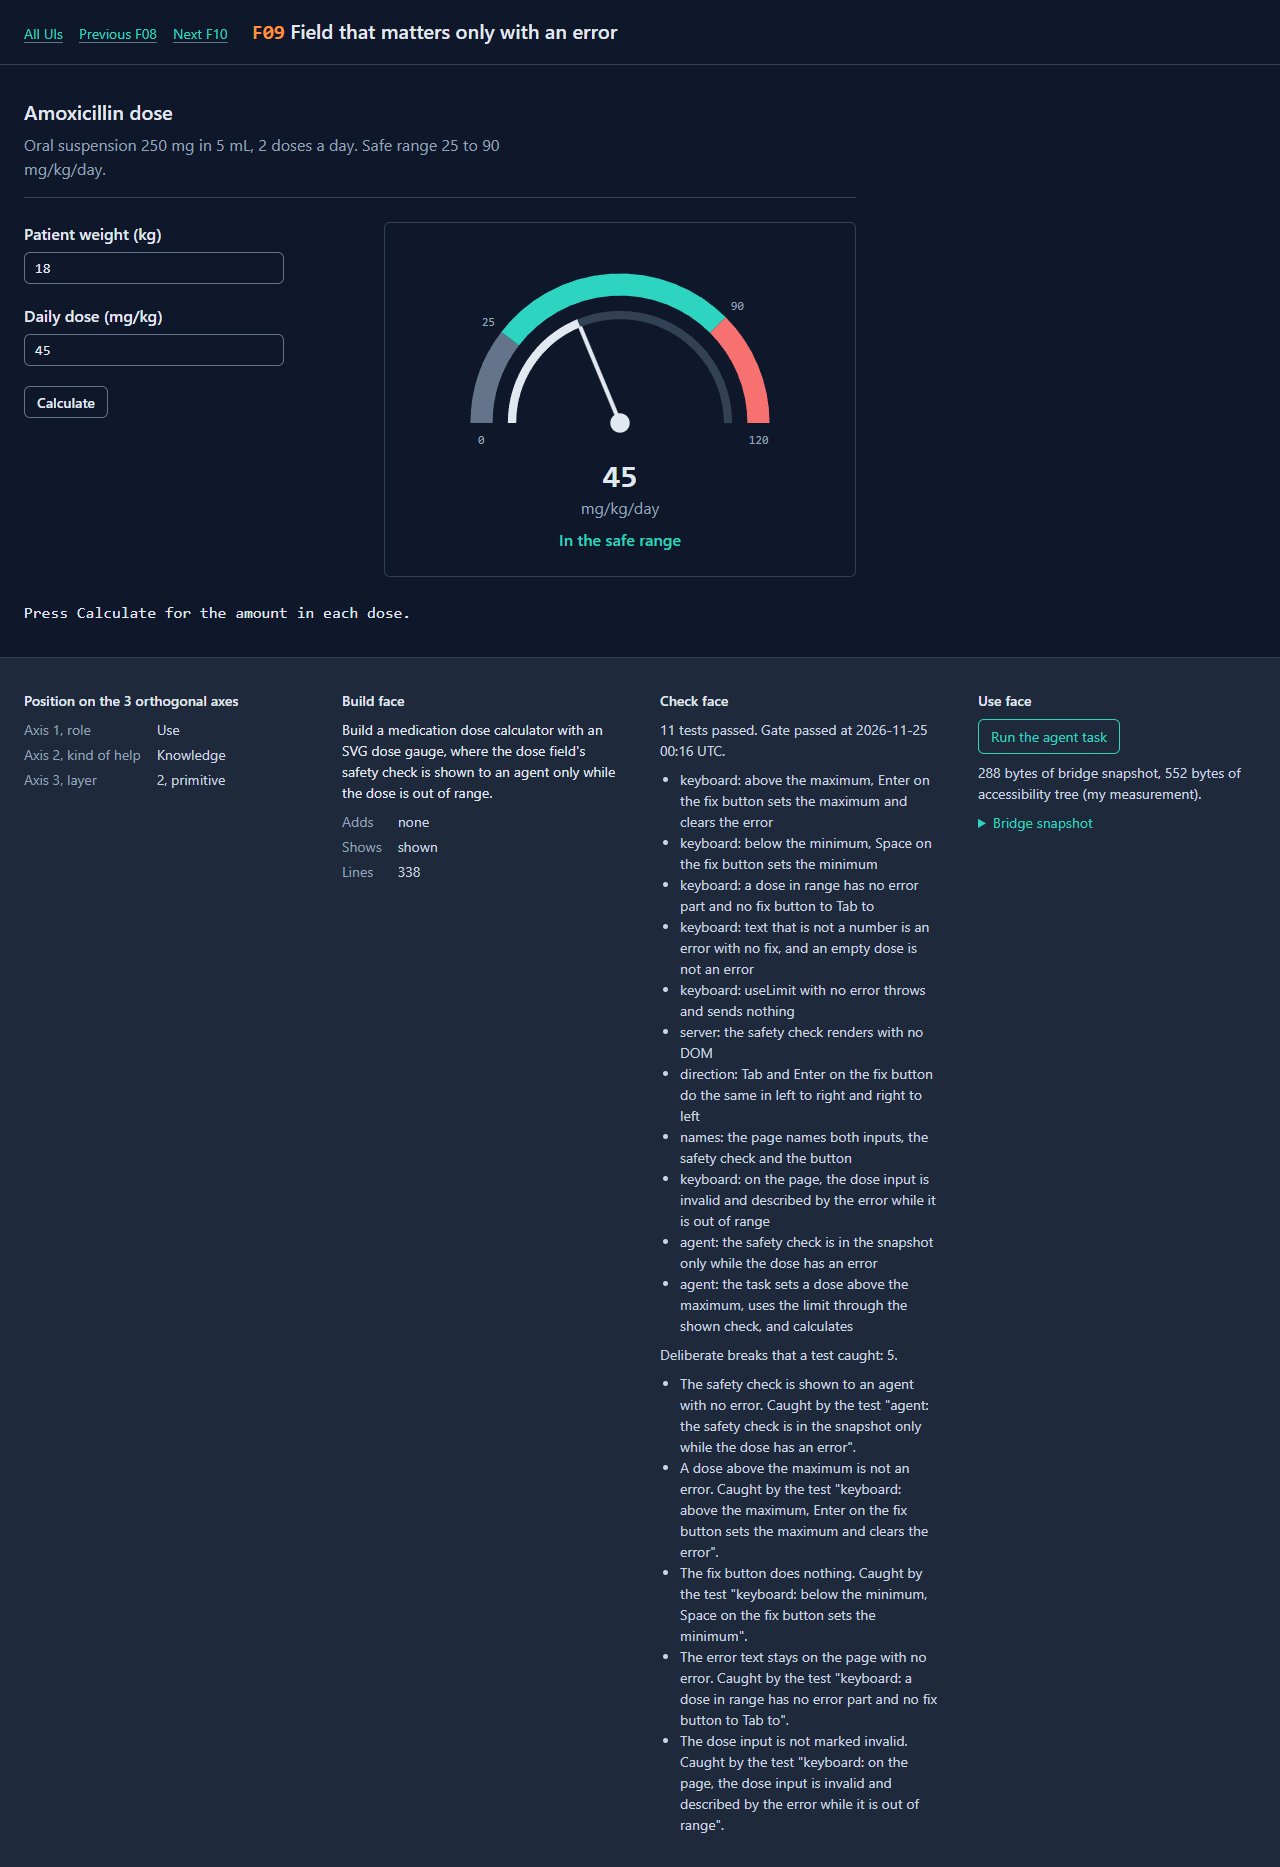 All UIs Previous F08 Next F10 F09 Field that matters only with an error
Amoxicillin dose
Oral suspension 250 mg in 5 mL, 2 doses a day. Safe range 25 to 90
mg/kg/day.
Patient weight (kg)
18
Daily dose (mg/kg)
45
Calculate
25
90
0
120
45
mg/kg/day
In the safe range
Press Calculate for the amount in each dose.
Position on the 3 orthogonal axes
Axis 1, role Use
Axis 2, kind of help Knowledge
Axis 3, layer 2, primitive
Build face
Build a medication dose calculator with an
SVG dose gauge, where the dose field's
safety check is shown to an agent only while
the dose is out of range.
Adds none
Shows shown
Lines 338
Check face
11 tests passed. Gate passed at 2026-11-25
00:16 UTC.
• keyboard: above the maximum, Enter on
the fix button sets the maximum and
clears the error
• keyboard: below the minimum, Space on
the fix button sets the minimum
• keyboard: a dose in range has no error
part and no fix button to Tab to
• keyboard: text that is not a number is an
error with no fix, and an empty dose is
not an error
• keyboard: useLimit with no error throws
and sends nothing
• server: the safety check renders with no
DOM
• direction: Tab and Enter on the fix button
do the same in left to right and right to
left
• names: the page names both inputs, the
safety check and the button
• keyboard: on the page, the dose input is
invalid and described by the error while it
is out of range
• agent: the safety check is in the snapshot
only while the dose has an error
• agent: the task sets a dose above the
maximum, uses the limit through the
shown check, and calculates
Deliberate breaks that a test caught: 5.
• The safety check is shown to an agent
with no error. Caught by the test "agent:
the safety check is in the snapshot only
while the dose has an error".
• A dose above the maximum is not an
error. Caught by the test "keyboard:
above the maximum, Enter on the fix
button sets the maximum and clears the
error".
• The fix button does nothing. Caught by
the test "keyboard: below the minimum,
Space on the fix button sets the
minimum".
• The error text stays on the page with no
error. Caught by the test "keyboard: a
dose in range has no error part and no fix
button to Tab to".
• The dose input is not marked invalid.
Caught by the test "keyboard: on the
page, the dose input is invalid and
described by the error while it is out of
range".
Use face
Run the agent task
288 bytes of bridge snapshot, 552 bytes of
accessibility tree (my measurement).
▶ Bridge snapshot